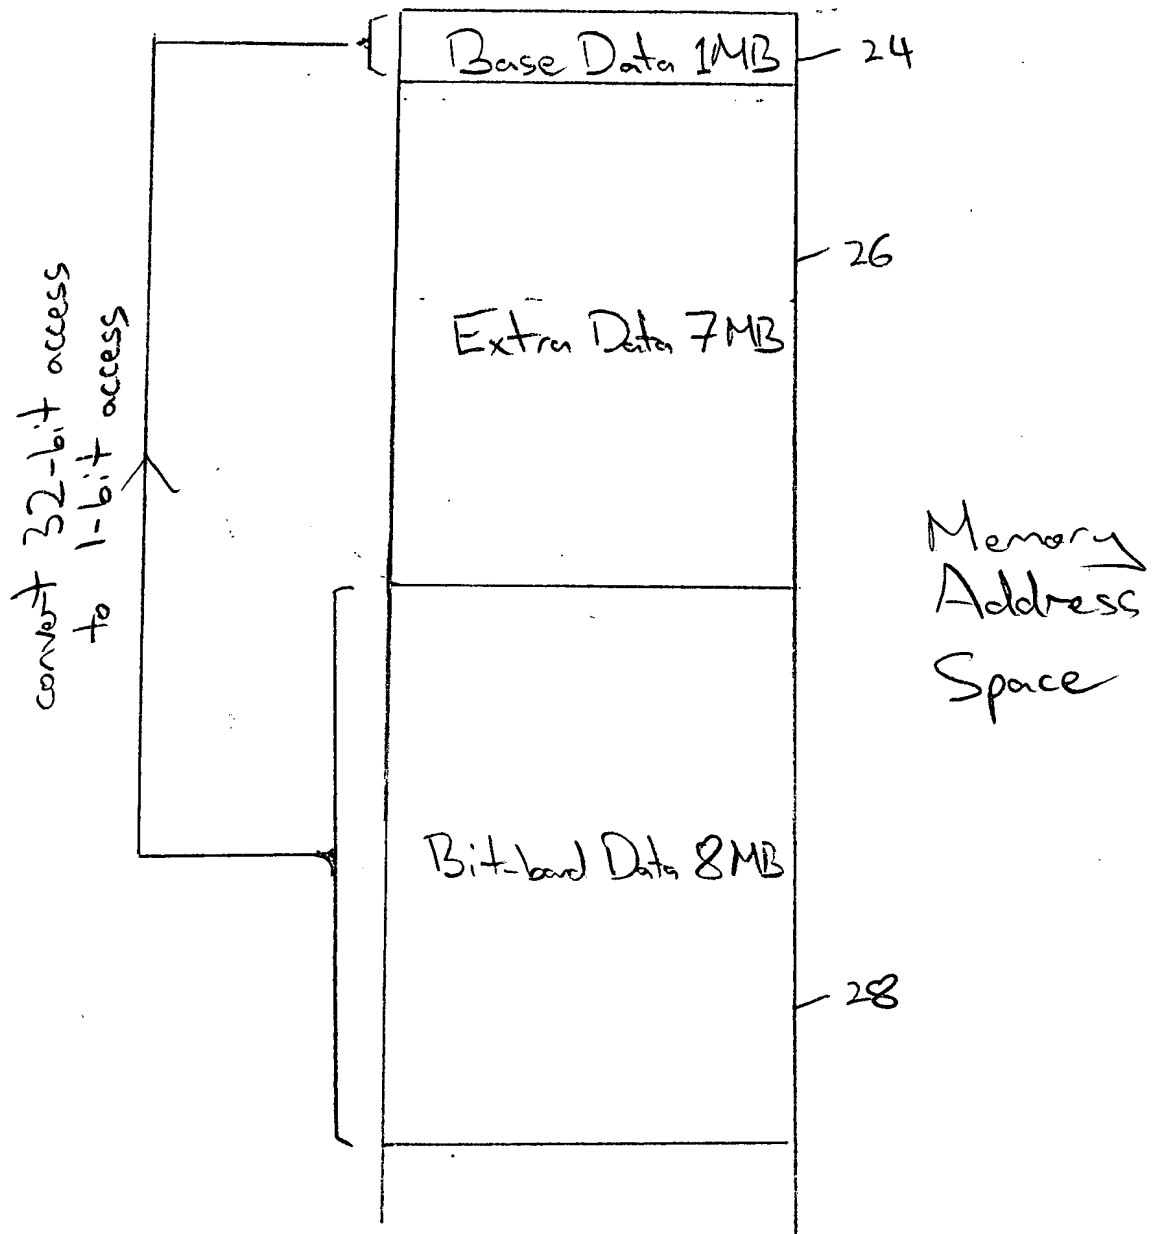 Base Data 1MB
24
26
Extra Data 7MB
convert 32-bit access
to 1-bit access
Memory
Address
Space
Bit-band Data 8MB
28